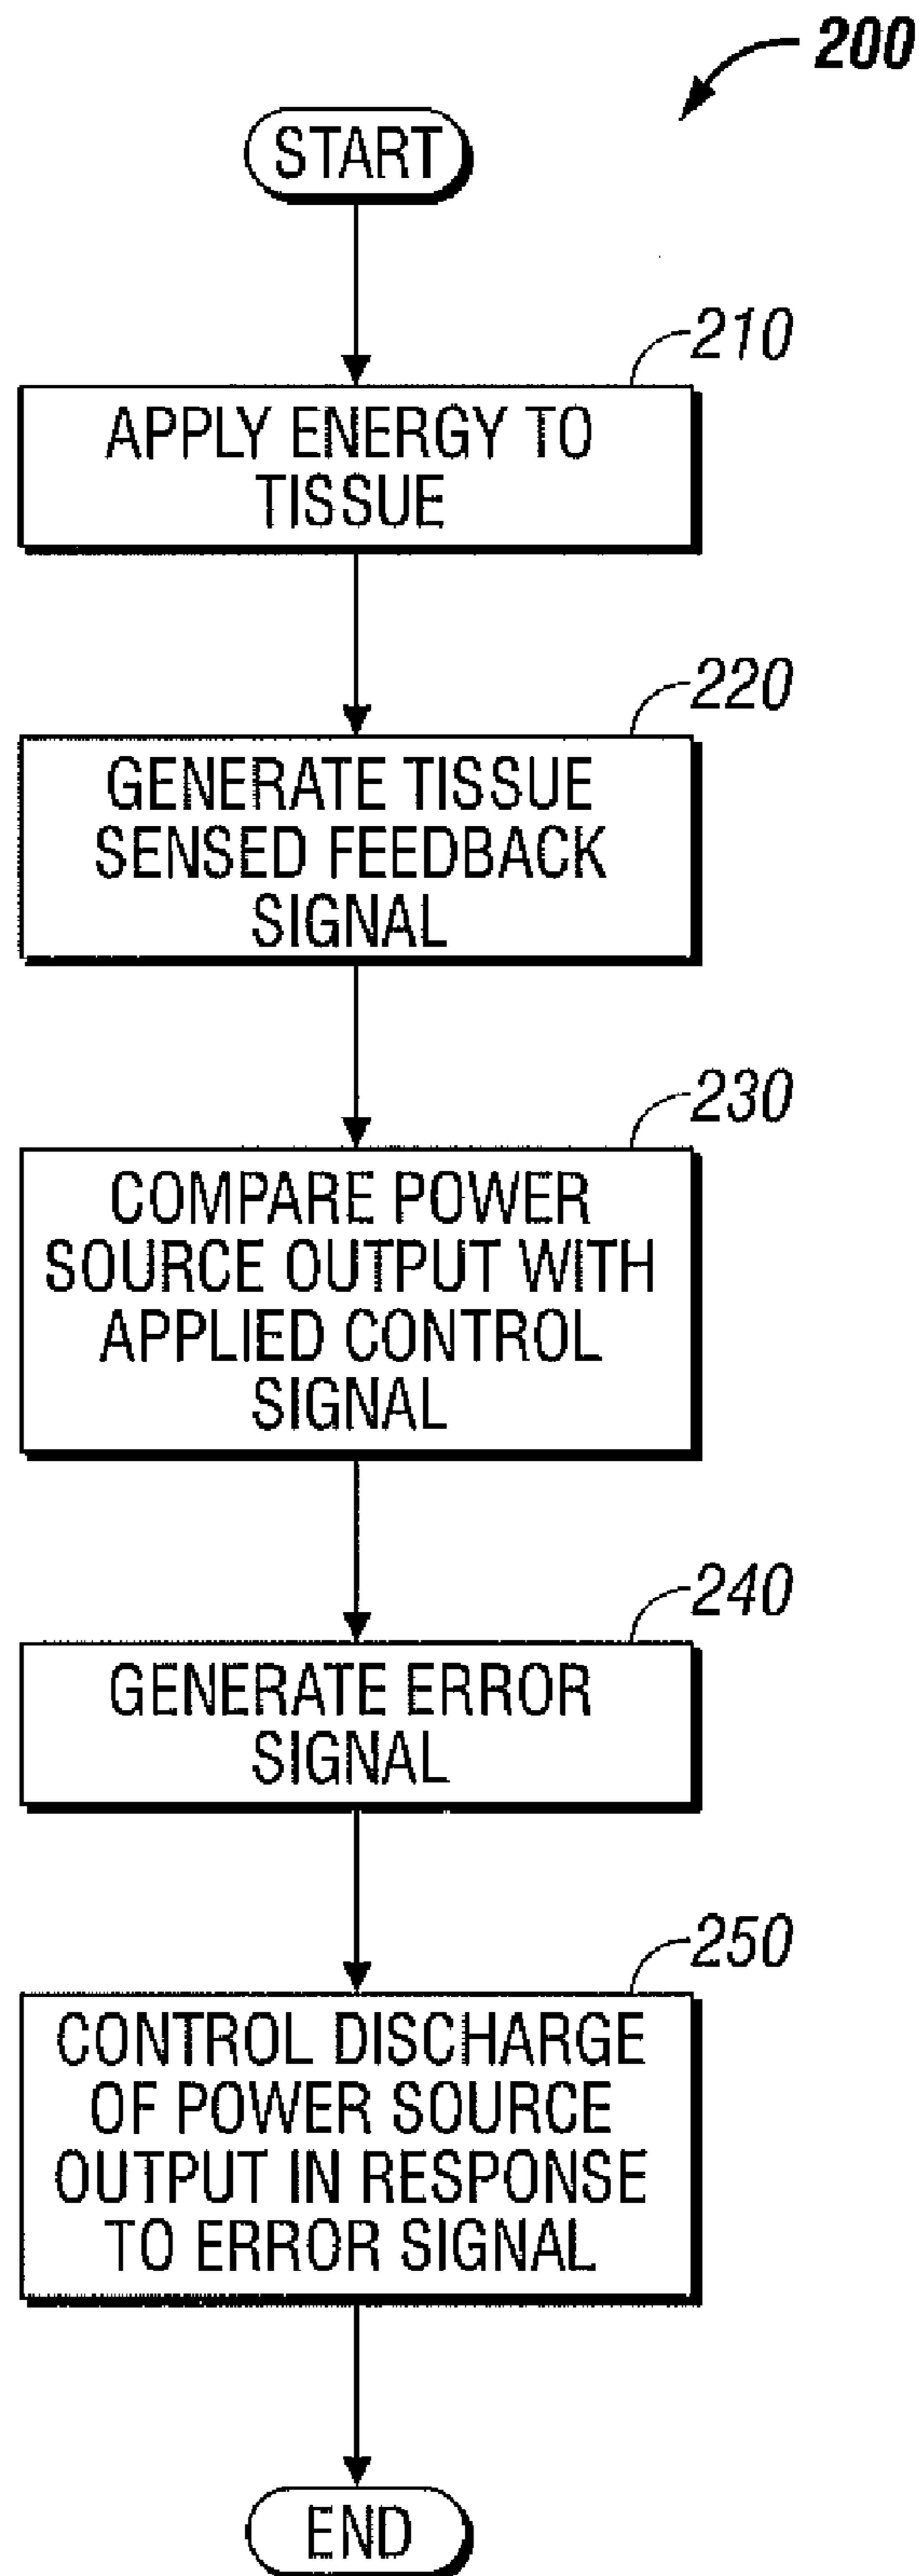 200
START
210
APPLY ENERGY TO
TISSUE
220
GENERATE TISSUE
SENSED FEEDBACK
SIGNAL
230
COMPARE POWER
SOURCE OUTPUT WITH
APPLIED CONTROL
SIGNAL
240
GENERATE ERROR
SIGNAL
250
CONTROL DISCHARGE
OF POWER SOURCE
OUTPUT IN RESPONSE
TO ERROR SIGNAL
END